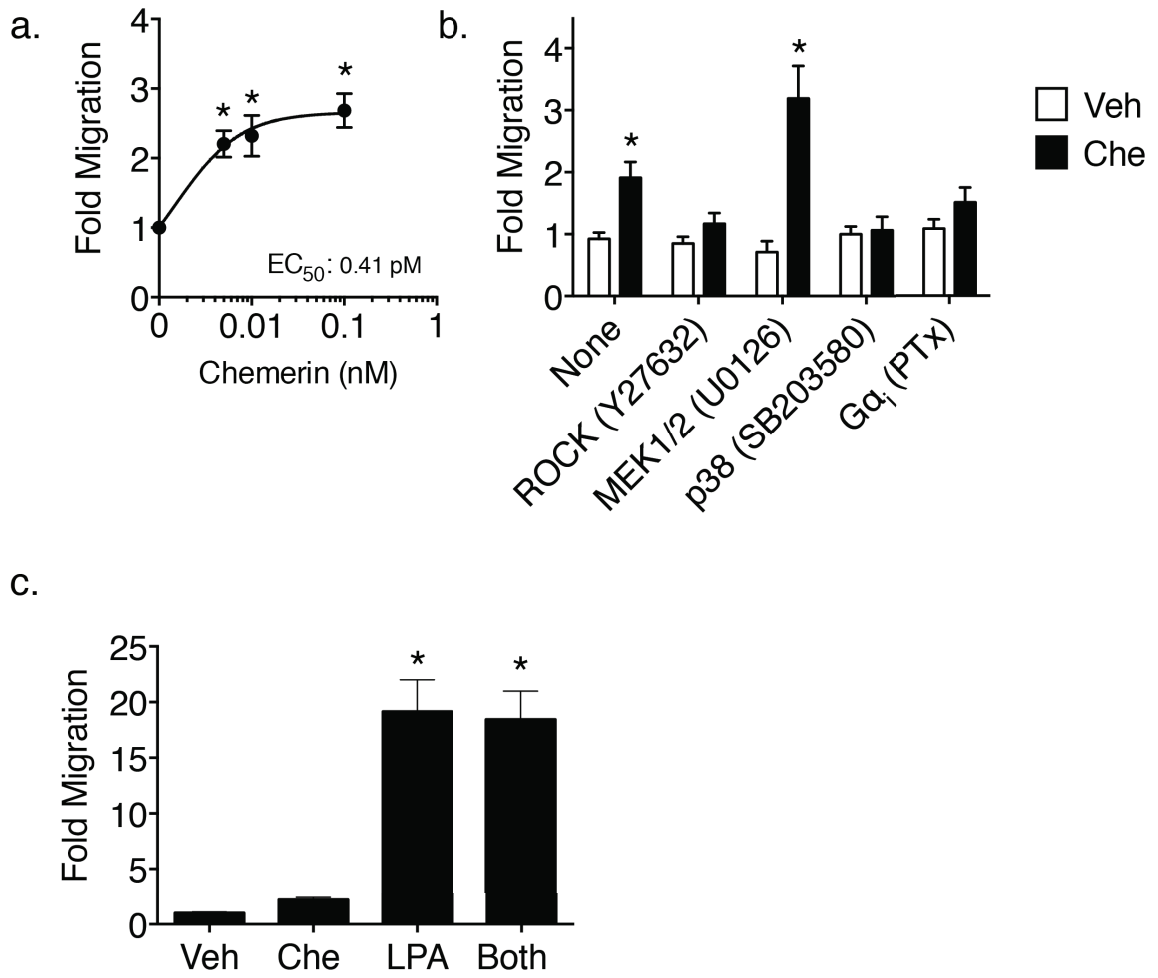 a.
4
3
2
1
0
Fold Migration
* * *
EC50: 0.41 pM
0 0.01 0.1 1
Chemerin (nM)
b.
4
3
2
1
0
Fold Migration
* *
None
ROCK (Y27632)
MEK1/2 (U0126)
p38 (SB203580)
Gαi (PTx)
Veh
Che
c.
25
20
15
10
5
0
Fold Migration
* *
Veh Che LPA Both